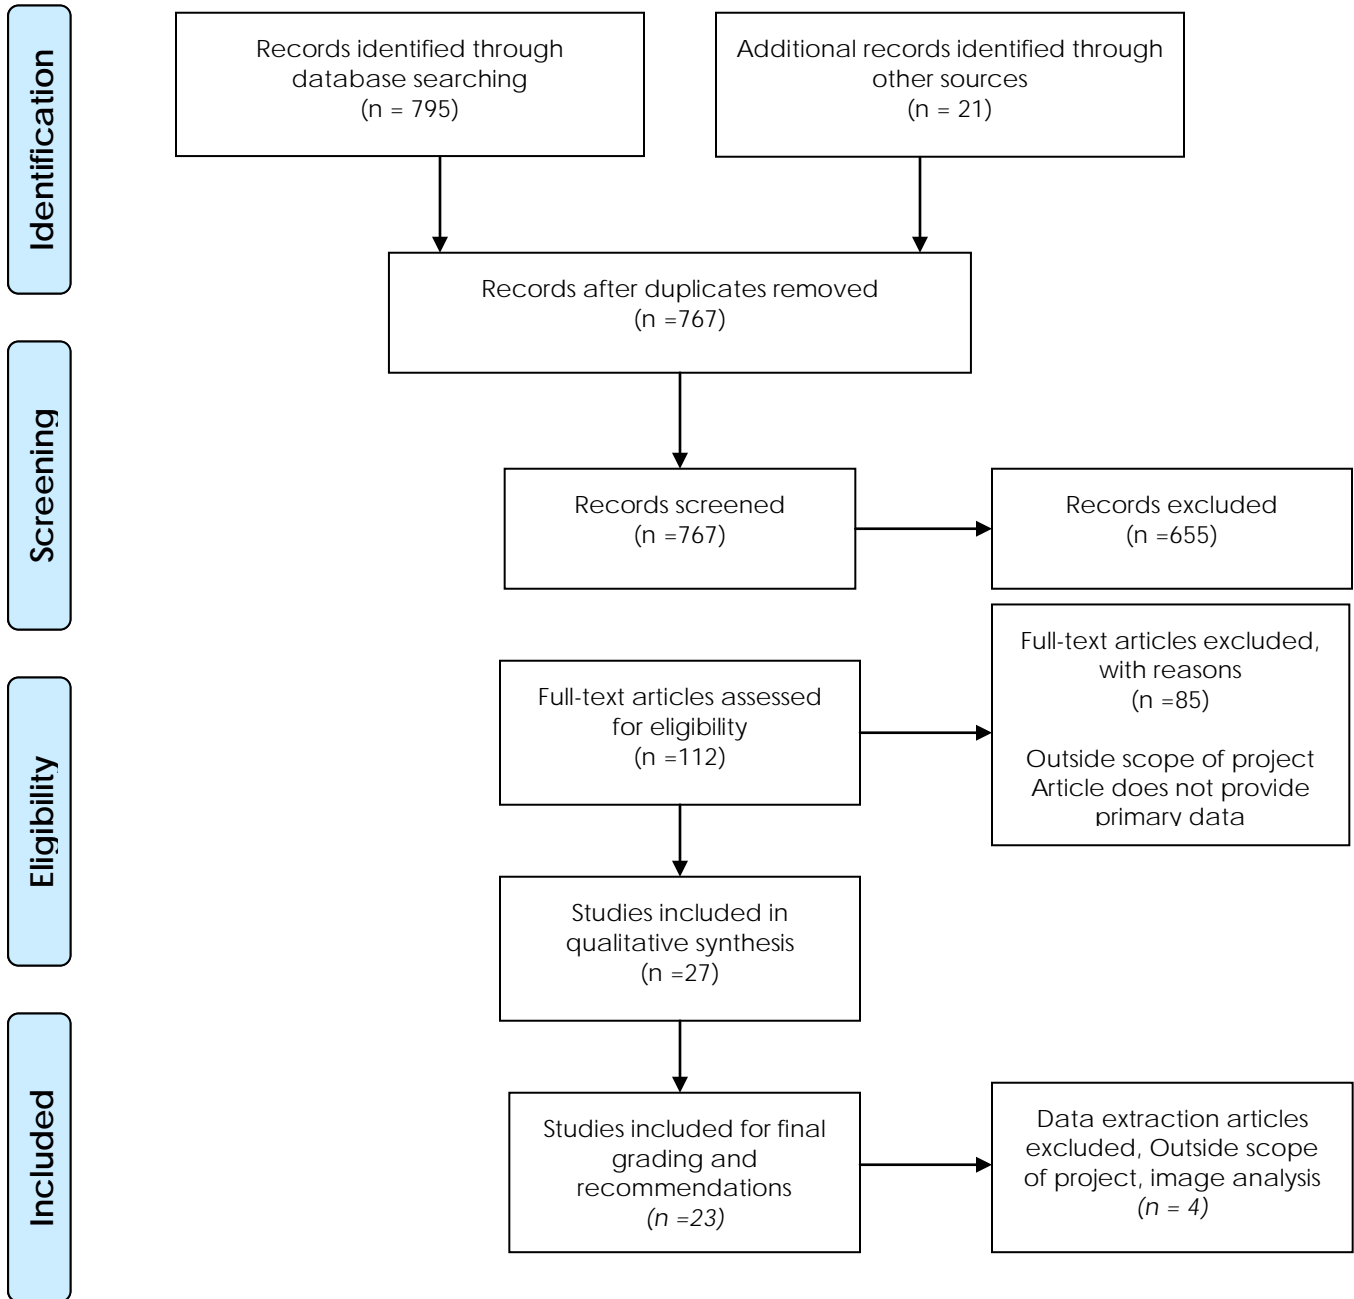 Identification
Records identified through
database searching
(n = 795)
Additional records identified through
other sources
(n = 21)
Records after duplicates removed
(n =767)
Screening
Records screened
(n =767)
Records excluded
(n =655)
Eligibility
Full-text articles assessed
for eligibility
(n =112)
Full-text articles excluded,
with reasons
(n =85)
Outside scope of project
Article does not provide
primary data
Studies included in
qualitative synthesis
(n =27)
Included
Studies included for final
grading and
recommendations
(n =23)
Data extraction articles
excluded, Outside scope
of project, image analysis
(n = 4)